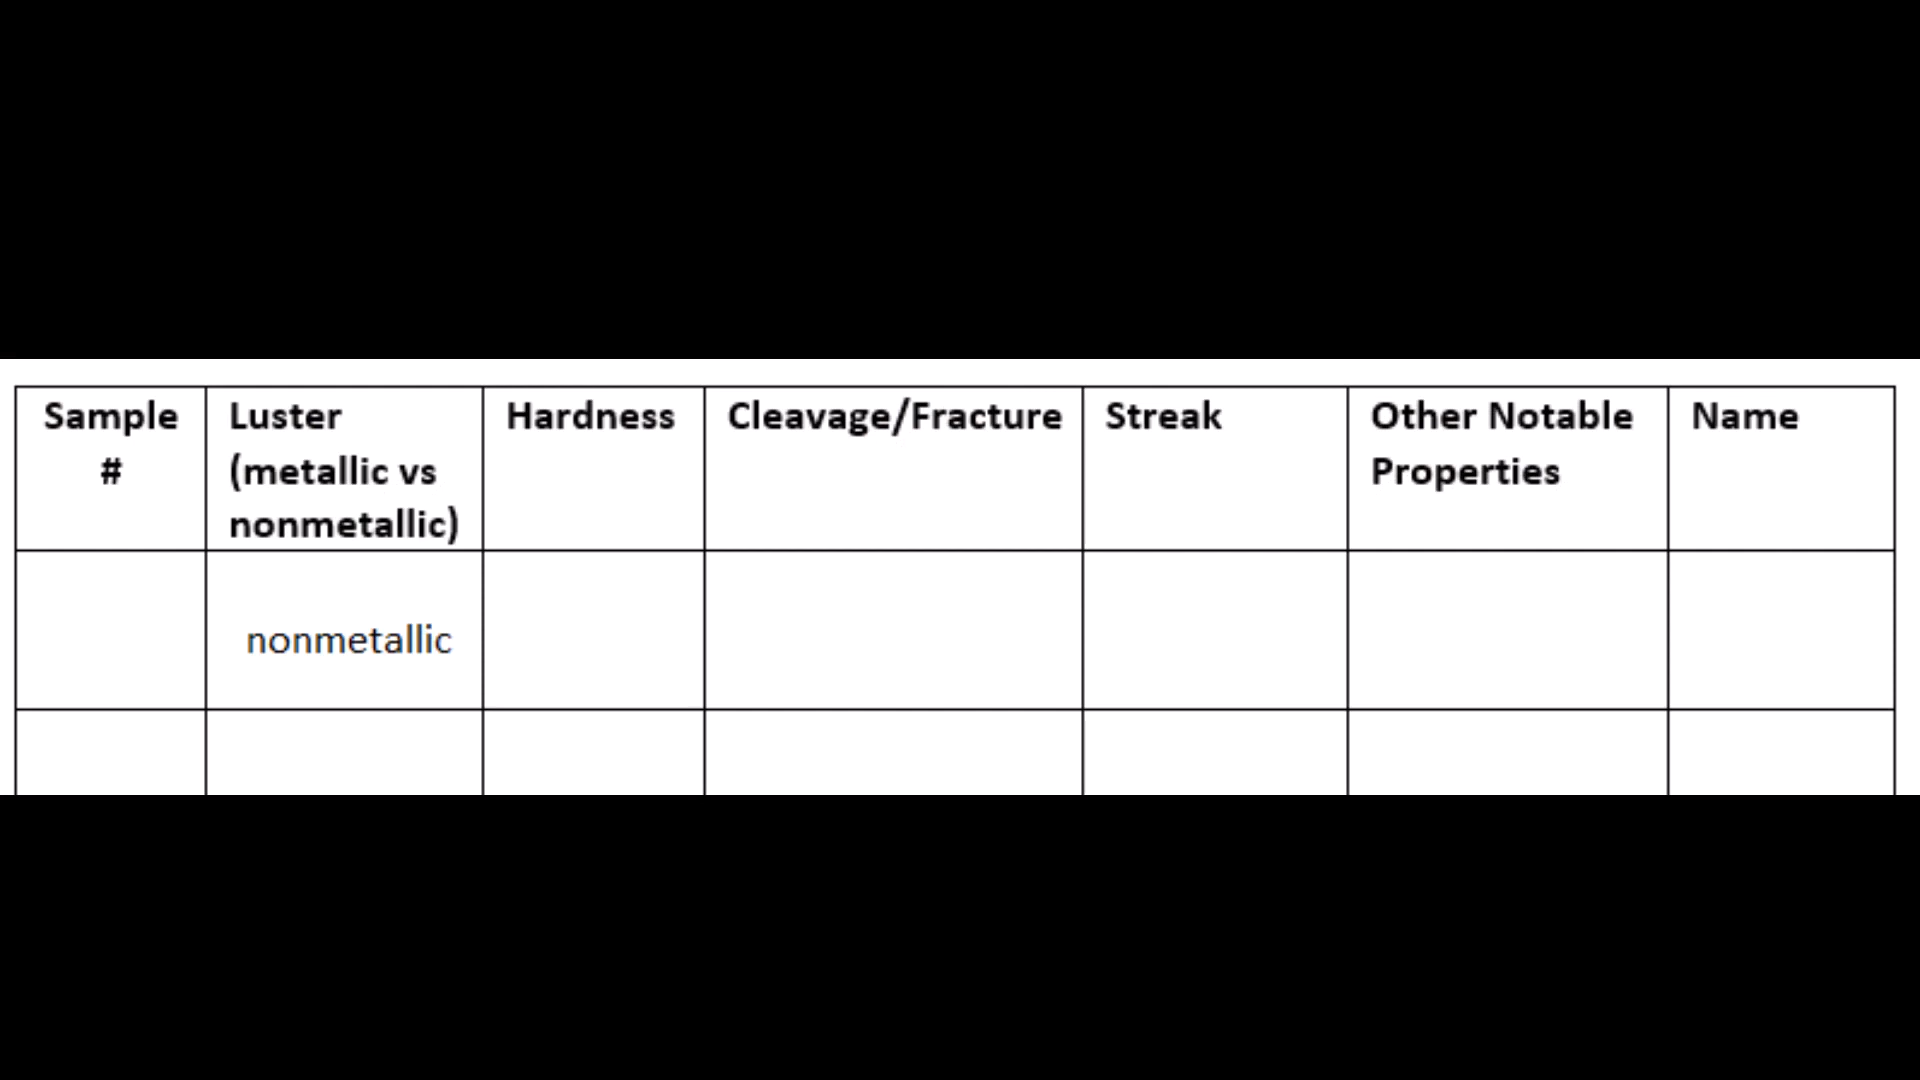 Sample
#
Luster
(metallic vs
nonmetallic)
Hardness
Cleavage/Fracture
Streak
Other Notable
Properties
Name
nonmetallic